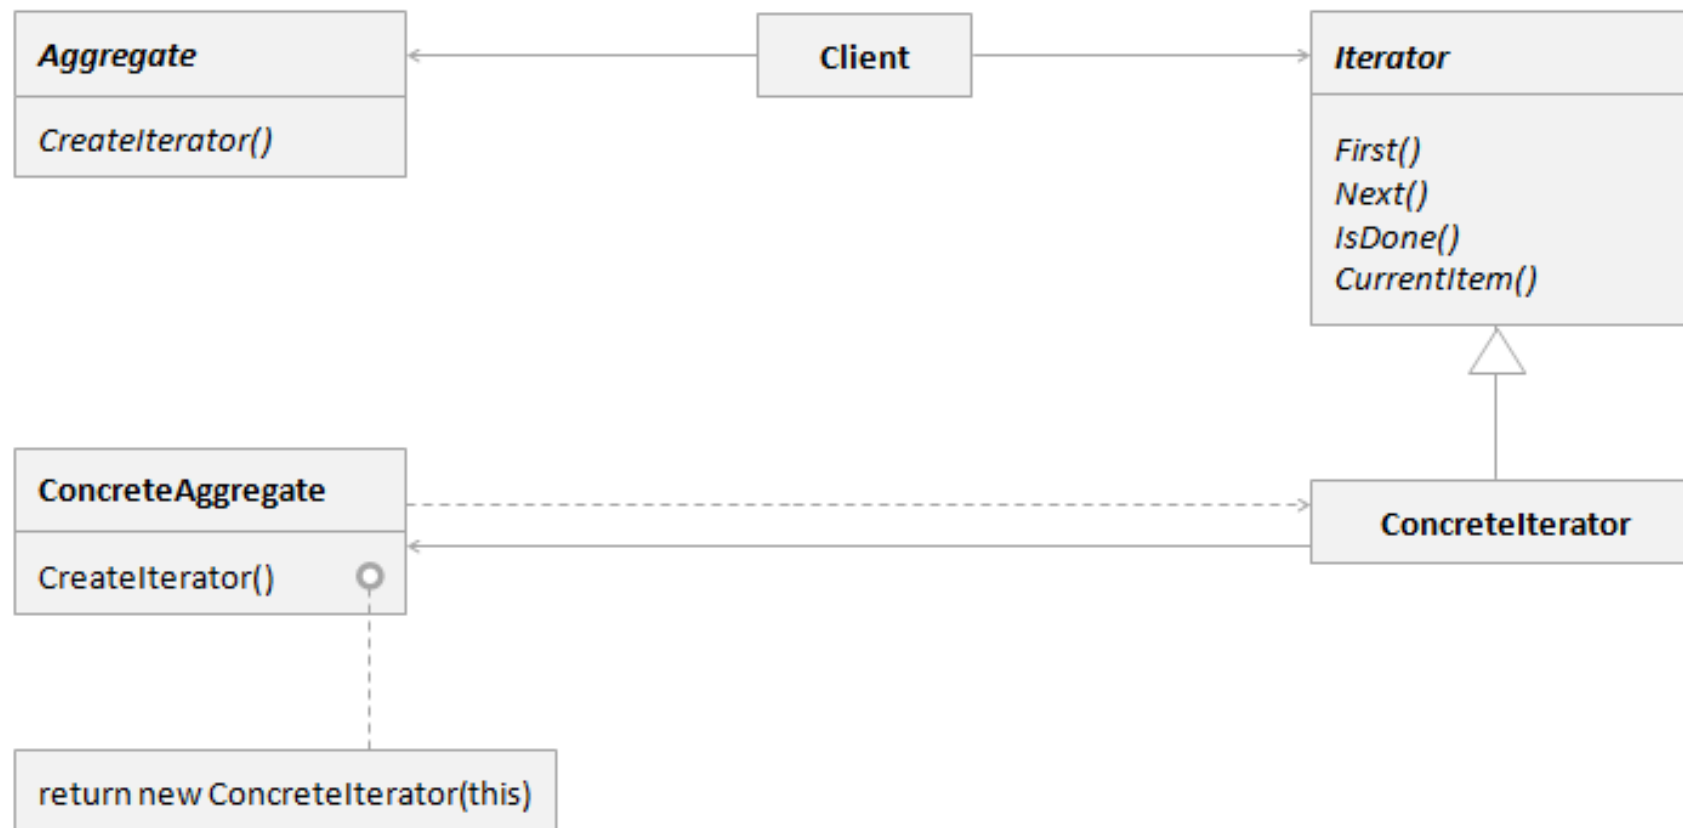 Aggregate
CreateIterator()
Client
Iterator
First()
Next()
IsDone()
CurrentItem()
ConcreteAggregate
CreateIterator()
ConcreteIterator
return new ConcreteIterator(this)